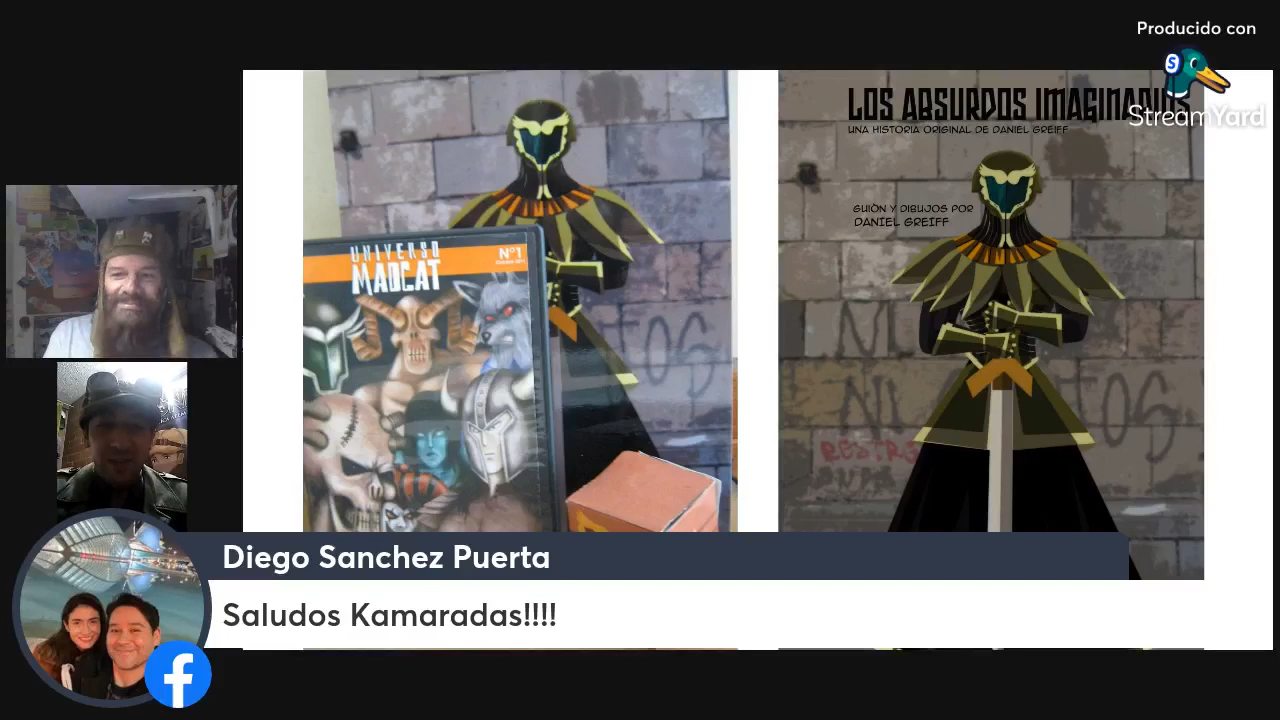 Producido con
StreamYard
UNIVERSO
MADCAT
Nº1
LOS ABSURDOS IMAGINARIOS
UNA HISTORIA ORIGINAL DE DANIEL GREIFF
GUIÒN Y DIBUJOS POR
DANIEL GREIFF
Diego Sanchez Puerta
Saludos Kamaradas!!!!